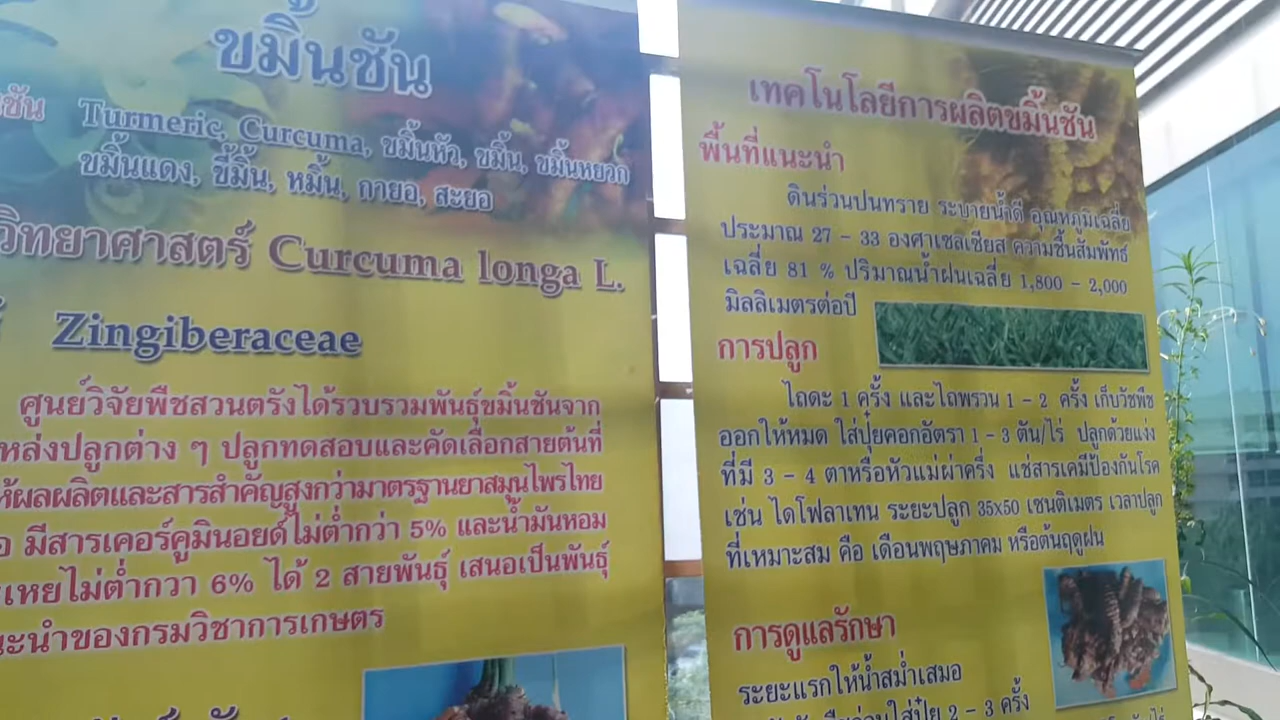 ขมิ้นชัน
ชัน Turmeric, Curcuma, ขมิ้นหัว, ขมิ้น, ขมิ้นหยวก
ขมิ้นแดง, ขี้มิ้น, หมิ้น, กายอ, สะยอ
วิทยาศาสตร์ Curcuma longa L.
Zingiberaceae
ศูนย์วิจัยพืชสวนตรังได้รวบรวมพันธุ์ขมิ้นชันจาก
หล่งปลูกต่าง ๆ ปลูกทดสอบและคัดเลือกสายต้นที่
ห้ผลผลิตและสารสำคัญสูงกว่ามาตรฐานยาสมุนไพรไทย
อ มีสารเคอร์คูมินอยด์ไม่ต่ำกว่า 5% และน้ำมันหอม
เหยไม่ต่ำกวา 6% ได้ 2 สายพันธุ์ เสนอเป็นพันธุ์
นะนำของกรมวิชาการเกษตร
เทคโนโลยีการผลิตขมิ้นชัน
พื้นที่แนะนำ
ดินร่วนปนทราย ระบายน้ำดี อุณหภูมิเฉลี่ย
ประมาณ 27 - 33 องศาเซลเซียส ความชื้นสัมพัทธ์
เฉลี่ย 81 % ปริมาณน้ำฝนเฉลี่ย 1,800 - 2,000
มิลลิเมตรต่อปี
การปลูก
ไถดะ 1 ครั้ง และไถพรวน 1 - 2 ครั้ง เก็บวัชพืช
ออกให้หมด ใส่ปุ๋ยคอกอัตรา 1 - 3 ตัน/ไร่ ปลูกด้วยแง่ง
ที่มี 3 - 4 ตาหรือหัวแม่ผ่าครึ่ง แช่สารเคมีป้องกันโรค
เช่น ไดโฟลาเทน ระยะปลูก 35x50 เซนติเมตร เวลาปลูก
ที่เหมาะสม คือ เดือนพฤษภาคม หรือต้นฤดูฝน
การดูแลรักษา
ระยะแรกให้น้ำสม่ำเสมอ
ใส่ปุ๋ย 2 - 3 ครั้ง